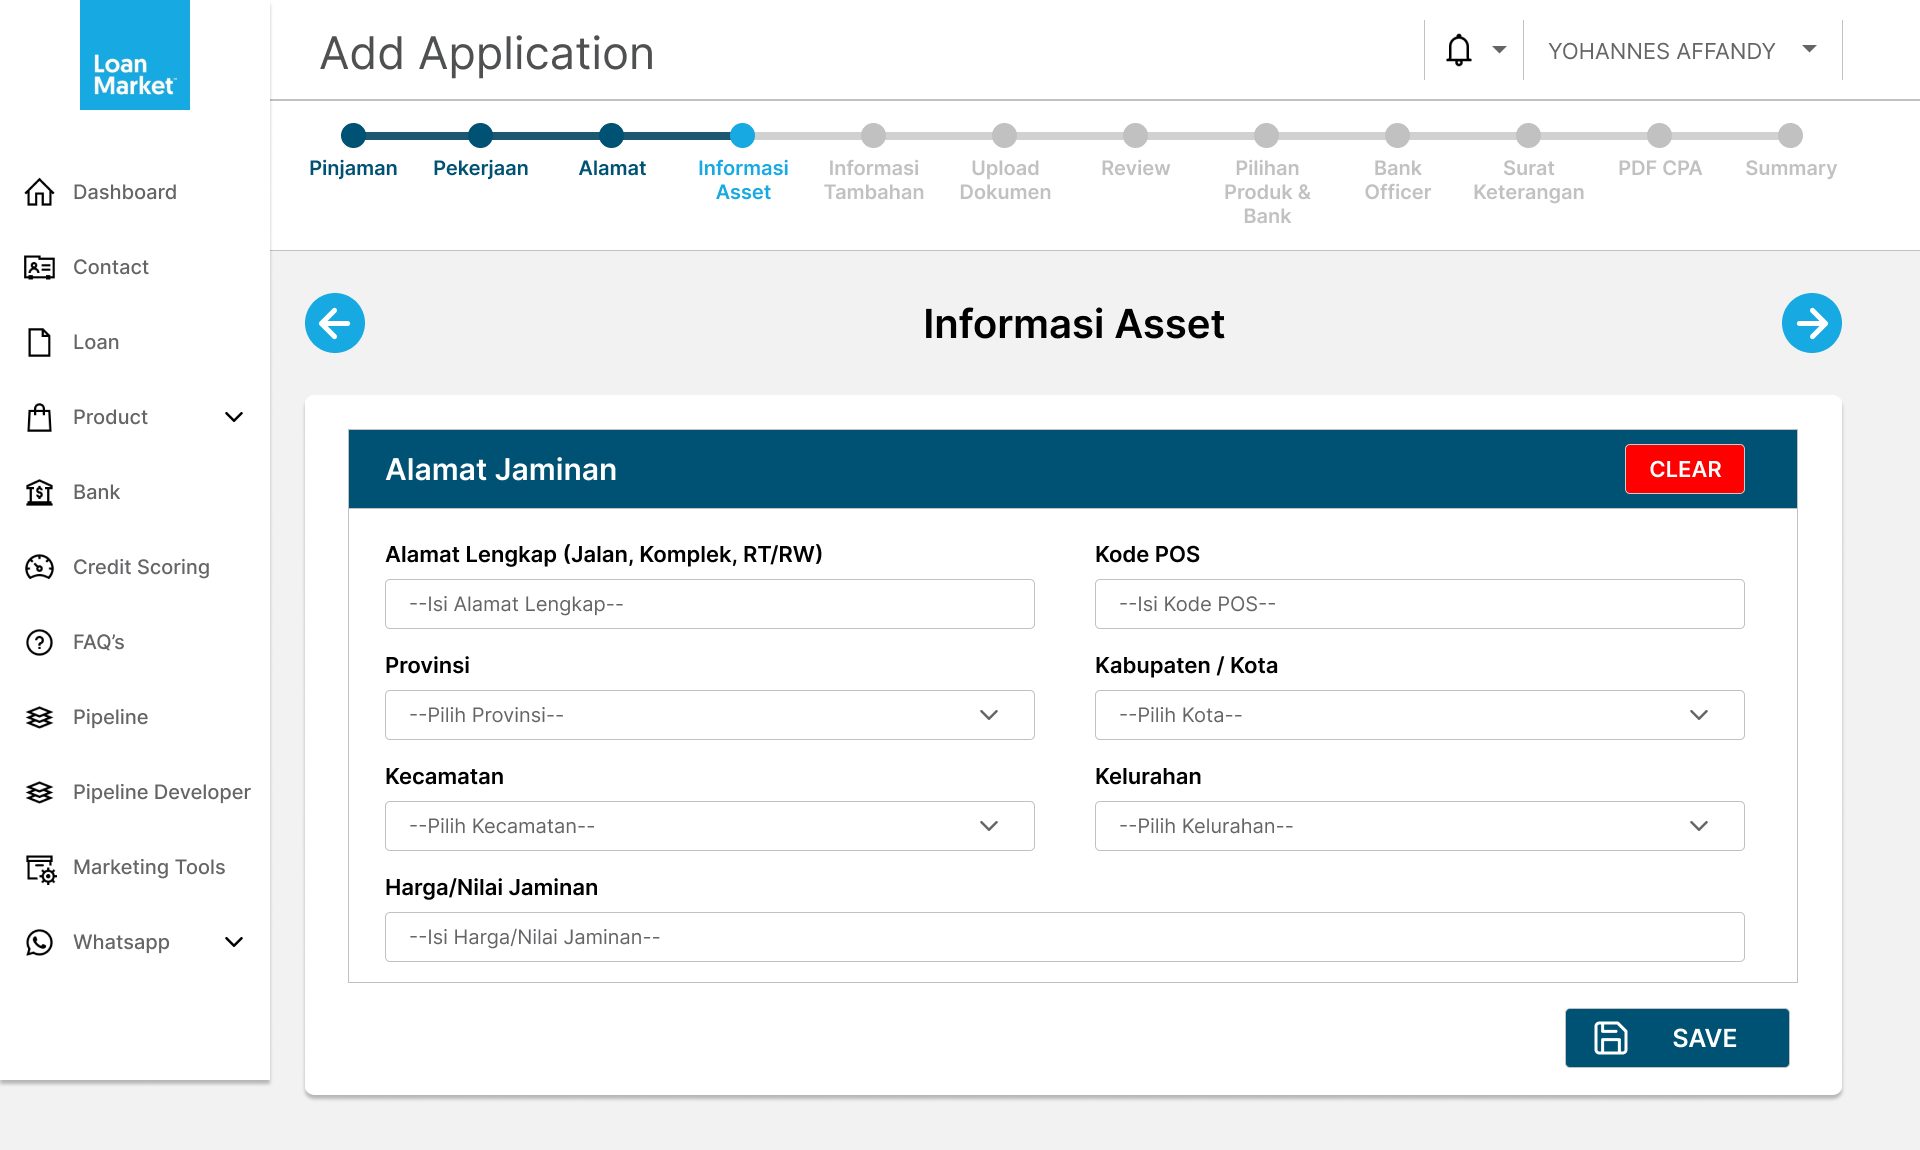 Loan
Market
Add Application
YOHANNES AFFANDY
Pinjaman
Pekerjaan
Alamat
Informasi
Asset
Informasi
Tambahan
Upload
Dokumen
Review
Pilihan
Produk &
Bank
Bank
Officer
Surat
Keterangan
PDF CPA
Summary
Dashboard
Contact
Loan
Product
Bank
Credit Scoring
FAQ’s
Pipeline
Pipeline Developer
Marketing Tools
Whatsapp
Informasi Asset
Alamat Jaminan
CLEAR
Alamat Lengkap (Jalan, Komplek, RT/RW)
Kode POS
--Isi Alamat Lengkap--
--Isi Kode POS--
Provinsi
Kabupaten / Kota
--Pilih Provinsi--
--Pilih Kota--
Kecamatan
Kelurahan
--Pilih Kecamatan--
--Pilih Kelurahan--
Harga/Nilai Jaminan
--Isi Harga/Nilai Jaminan--
SAVE